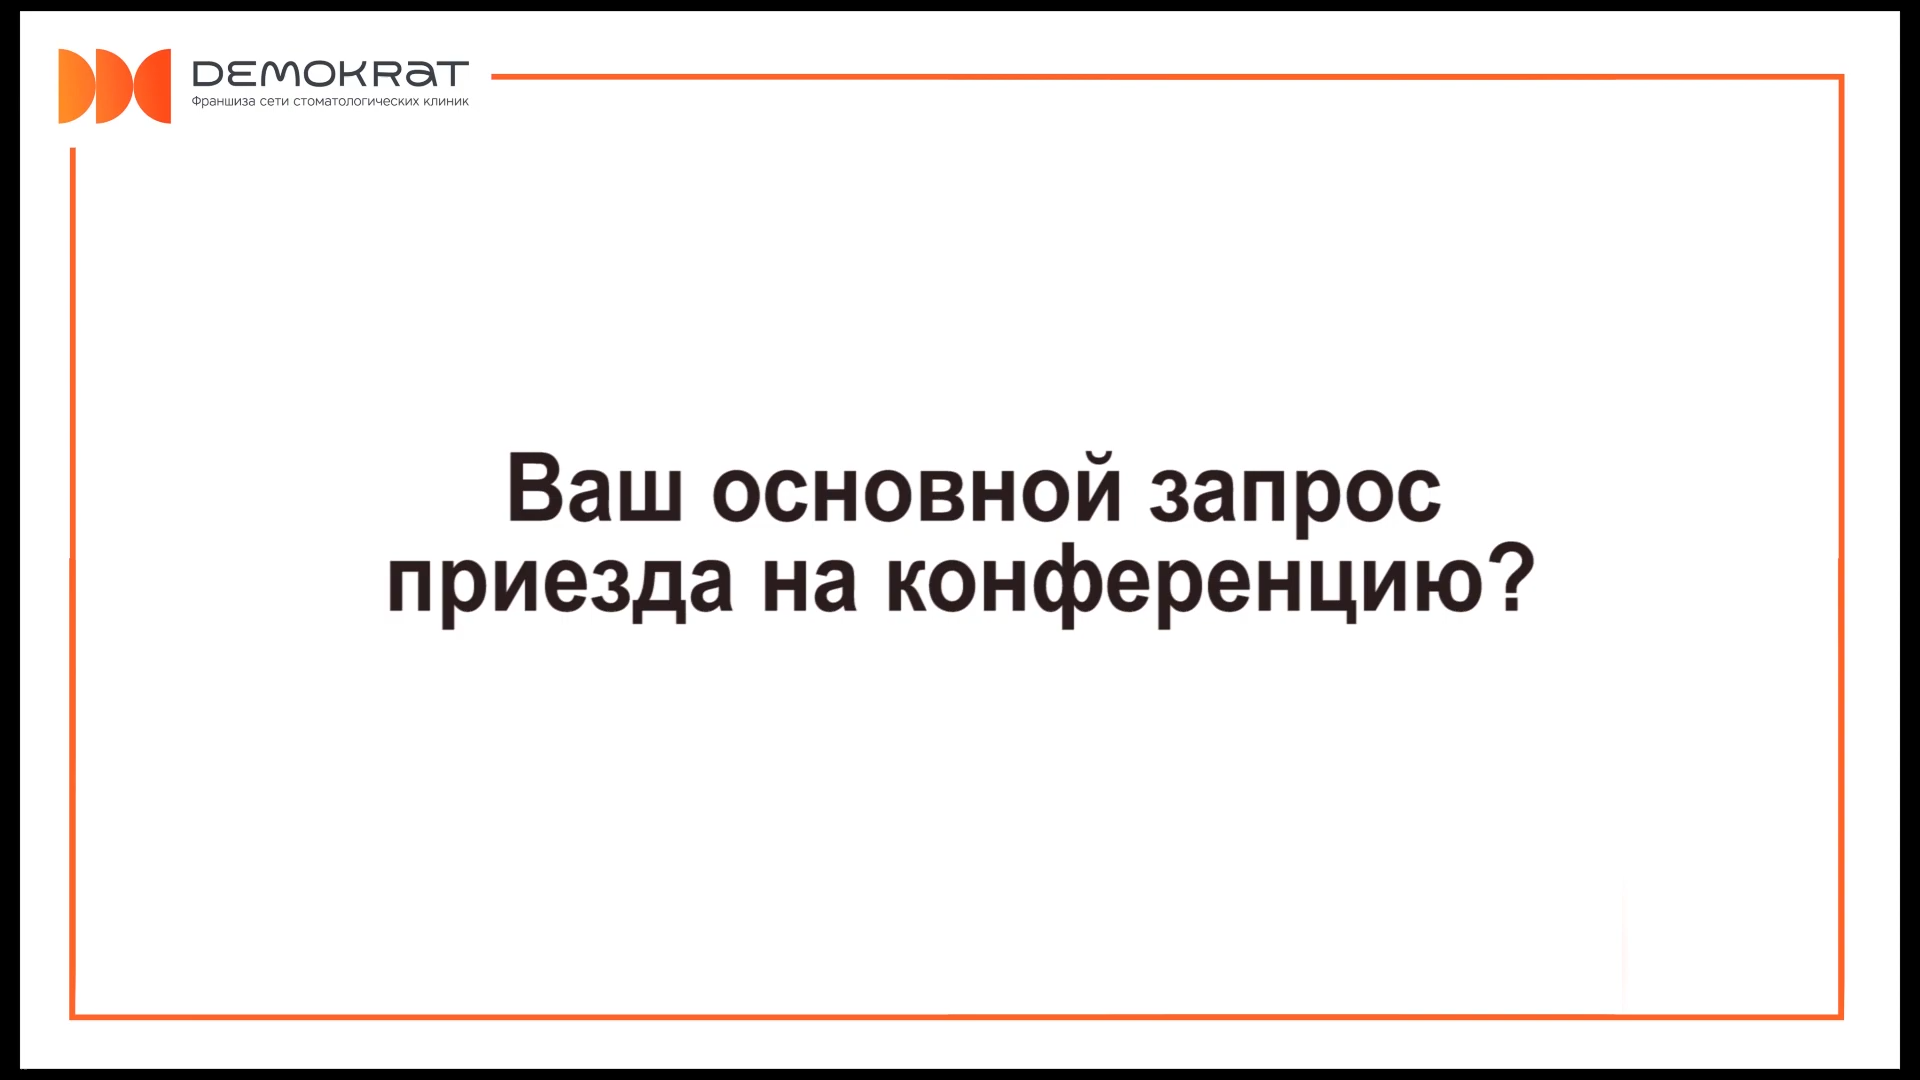 DEMOKRAT
Франшиза сети стоматологических клиник
Ваш основной запрос
приезда на конференцию?